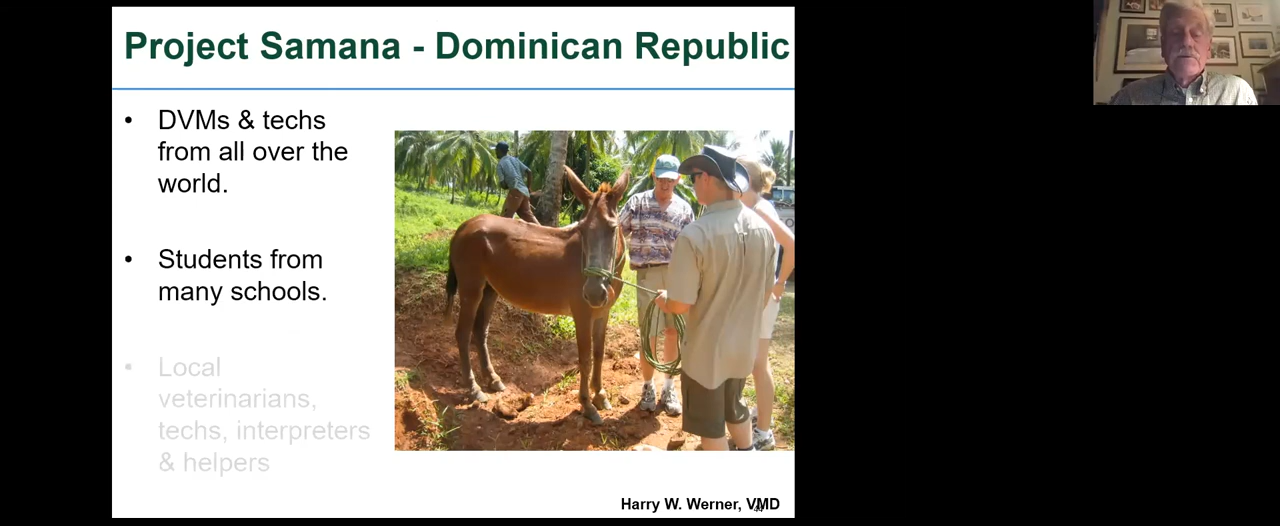 Project Samana - Dominican Republic
• DVMs & techs
from all over the
world.
• Students from
many schools.
• Local
veterinarians,
techs, interpreters
& helpers
Harry W. Werner, VMD